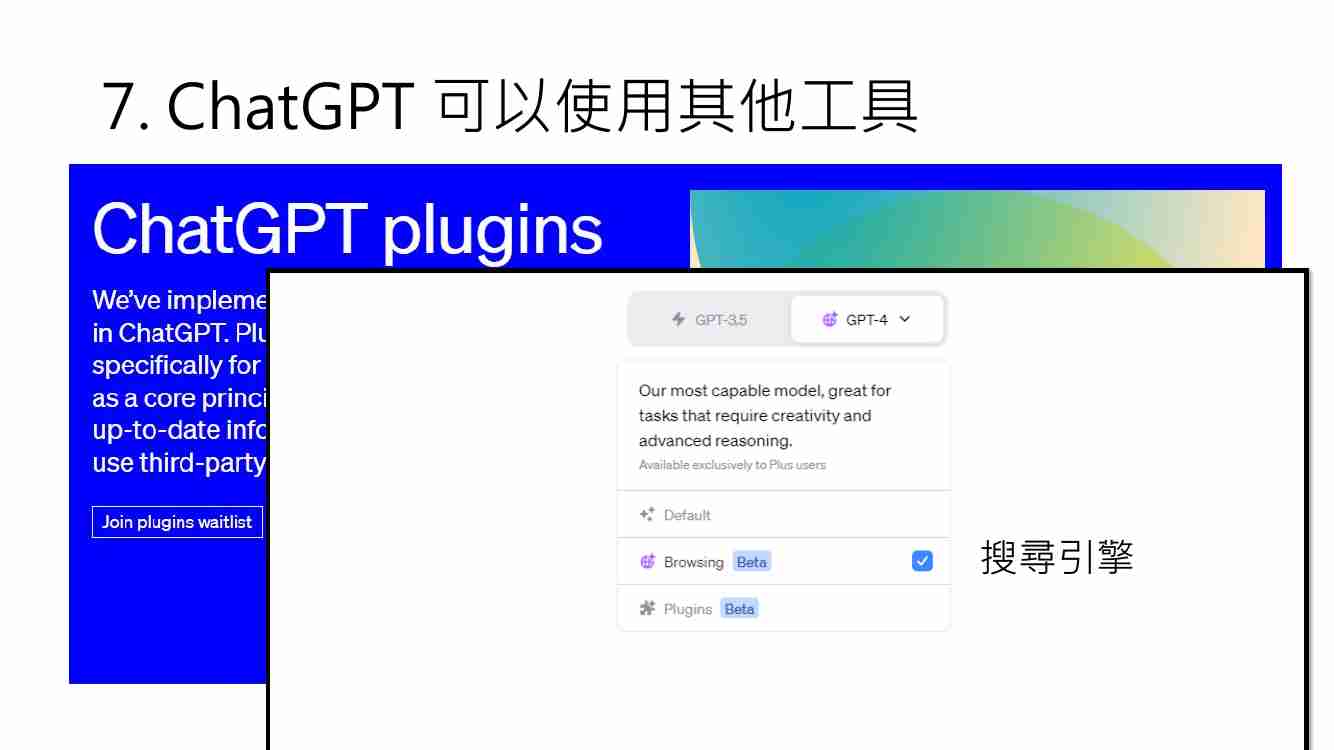 7. ChatGPT 可以使用其他工具
ChatGPT plugins
We've impleme
in ChatGPT. Plu
specifically for
as a core princi
up-to-date info
use third-party
Join plugins waitlist
GPT-3.5
GPT-4
Our most capable model, great for
tasks that require creativity and
advanced reasoning.
Available exclusively to Plus users
Default
Browsing Beta
搜尋引擎
Plugins Beta